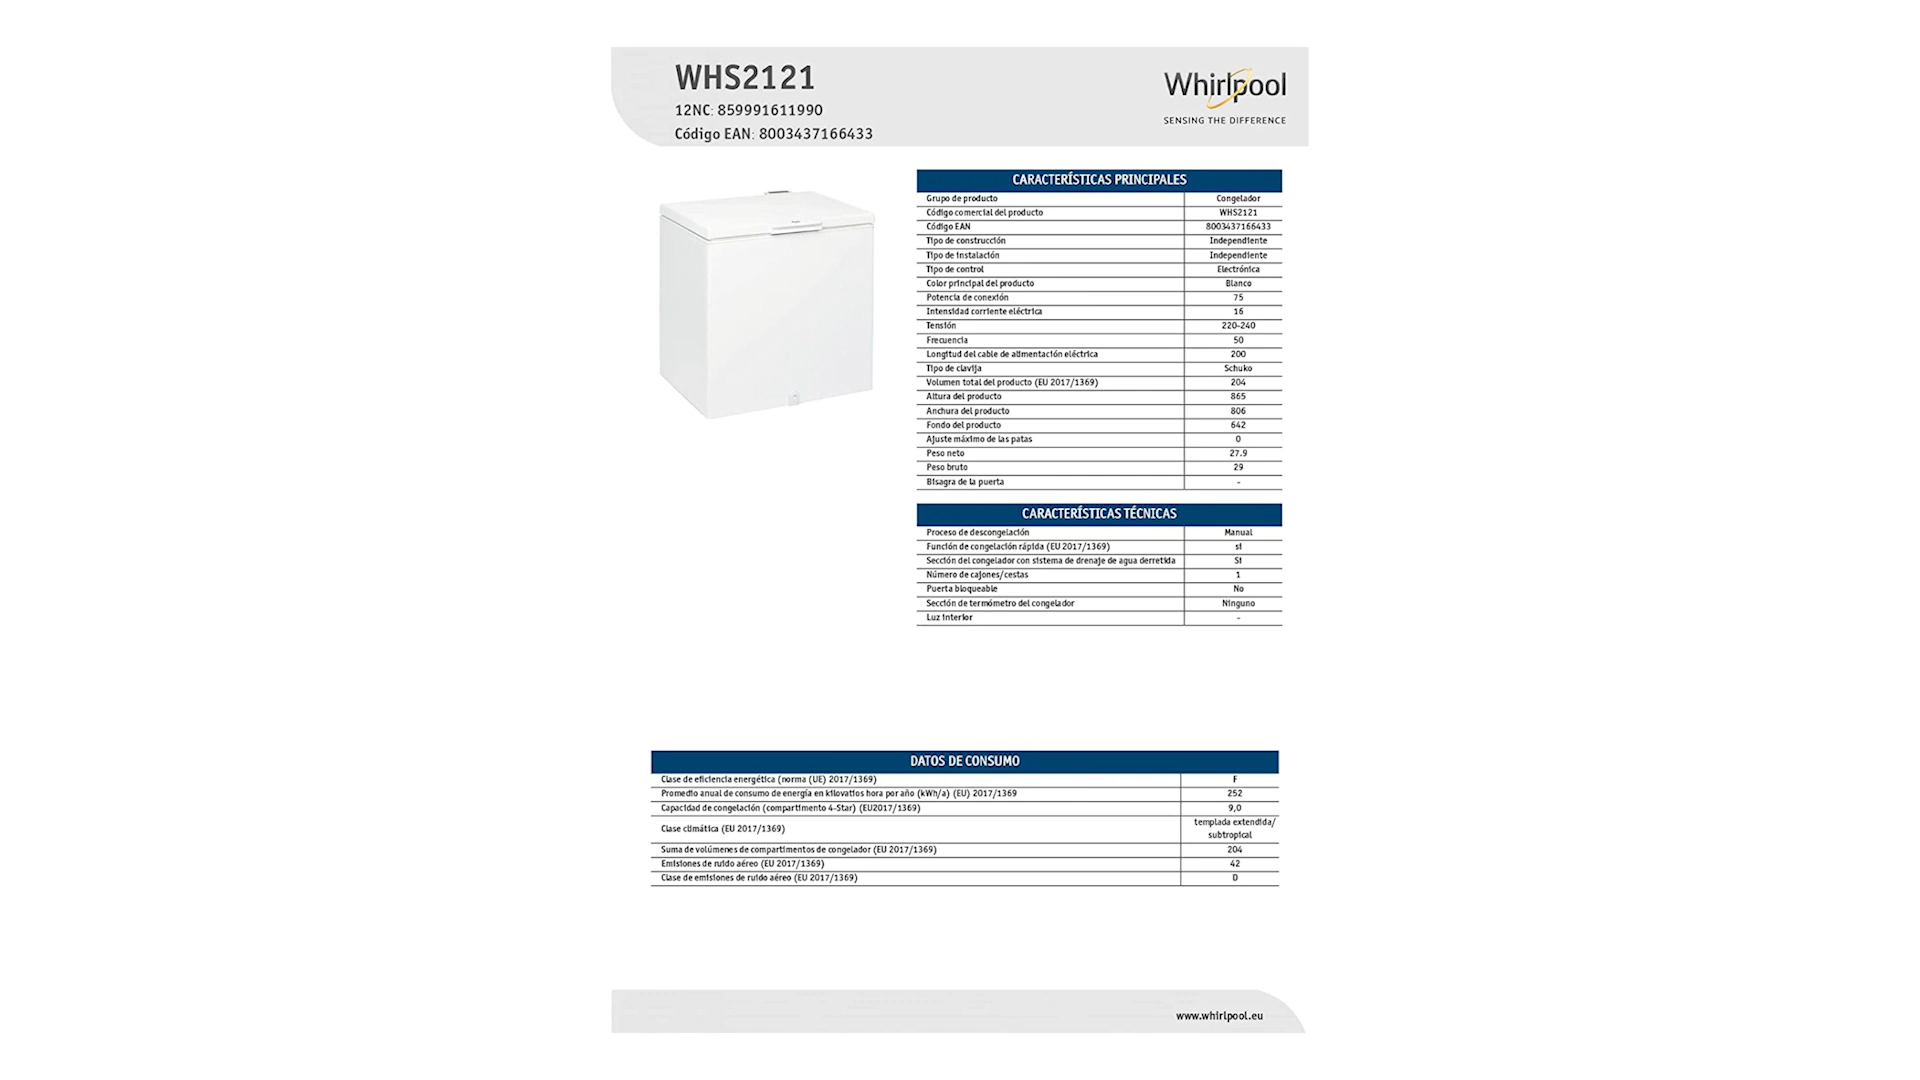 WHS2121
12NC: 859991611990
Código EAN: 8003437166433
Whirlpool
SENSING THE DIFFERENCE
CARACTERÍSTICAS PRINCIPALES
Grupo de producto Congelador
Código comercial del producto WHS2121
Código EAN 8003437166433
Tipo de construcción Independiente
Tipo de instalación Independiente
Tipo de control Electrónica
Color principal del producto Blanco
Potencia de conexión 75
Intensidad corriente eléctrica 16
Tensión 220-240
Frecuencia 50
Longitud del cable de alimentación eléctrica 200
Tipo de clavija Schuko
Volumen total del producto (EU 2017/1369) 204
Altura del producto 865
Anchura del producto 806
Fondo del producto 642
Ajuste máximo de las patas 0
Peso neto 27.9
Peso bruto 29
Bisagra de la puerta -
CARACTERÍSTICAS TÉCNICAS
Proceso de descongelación Manual
Función de congelación rápida (EU 2017/1369) sí
Sección del congelador con sistema de drenaje de agua derretida Sí
Número de cajones/cestas 1
Puerta bloqueable No
Sección de termómetro del congelador Ninguno
Luz interior -
DATOS DE CONSUMO
Clase de eficiencia energética (norma (UE) 2017/1369) F
Promedio anual de consumo de energía en kilovatios hora por año (kWh/a) (EU) 2017/1369 252
Capacidad de congelación (compartimento 4-Star) (EU2017/1369) 9,0
Clase climática (EU 2017/1369) templada extendida/
subtropical
Suma de volúmenes de compartimentos de congelador (EU 2017/1369) 204
Emisiones de ruido aéreo (EU 2017/1369) 42
Clase de emisiones de ruido aéreo (EU 2017/1369) D
www.whirlpool.eu